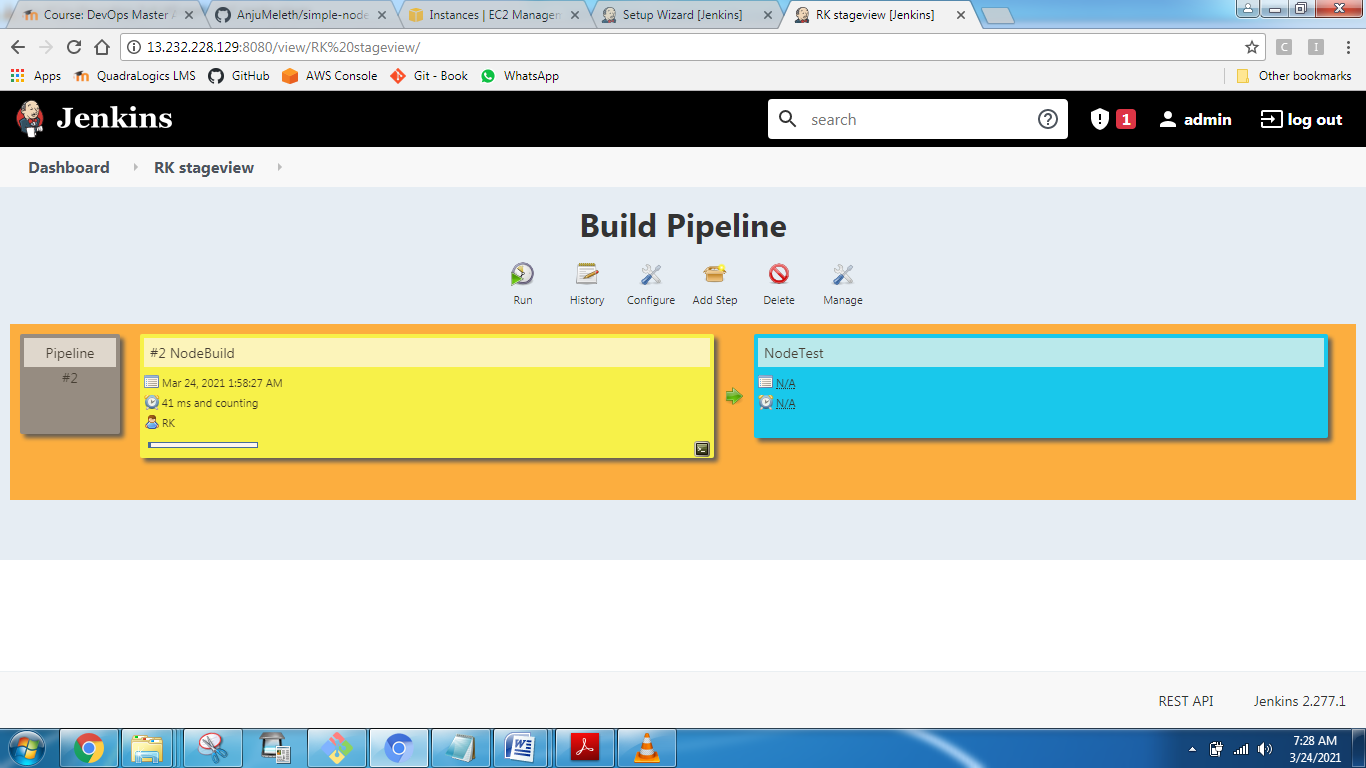 Course: DevOps Master A
AnjuMeleth/simple-node
Instances | EC2 Managem
Setup Wizard [Jenkins]
RK stageview [Jenkins]
13.232.228.129:8080/view/RK%20stageview/
C
I
Apps
QuadraLogics LMS
GitHub
AWS Console
Git - Book
WhatsApp
Other bookmarks
Jenkins
search
1
admin
log out
Dashboard
RK stageview
Build Pipeline
Run
History
Configure
Add Step
Delete
Manage
Pipeline
#2
#2 NodeBuild
Mar 24, 2021 1:58:27 AM
41 ms and counting
RK
NodeTest
N/A
N/A
REST API
Jenkins 2.277.1
7:28 AM
3/24/2021